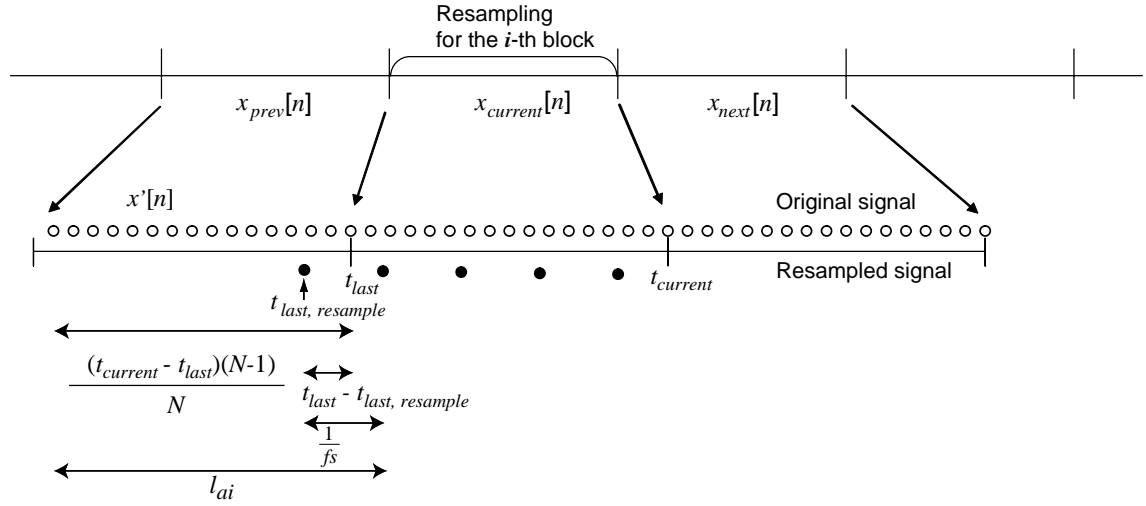 Resampling
for the i-th block
x_prev[n]
x_current[n]
x_next[n]
x'[n]
Original signal
t_last
t_current
Resampled signal
t_last, resample
(t_current - t_last)(N-1)
N
t_last - t_last, resample
1
fs
l_ai